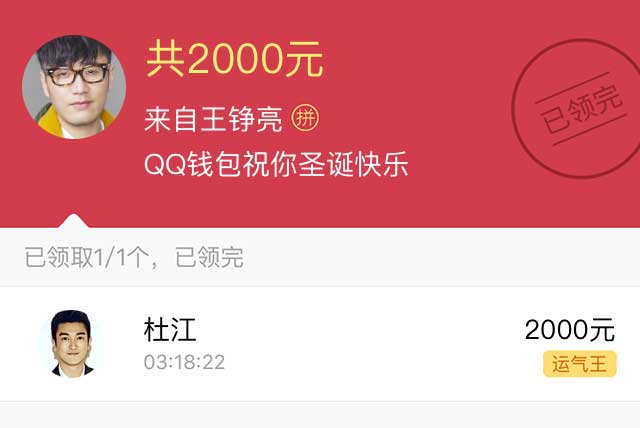 共2000元
来自王铮亮 拼
QQ钱包祝你圣诞快乐
已领完
已领取1/1个，已领完
杜江
2000元
03:18:22
运气王